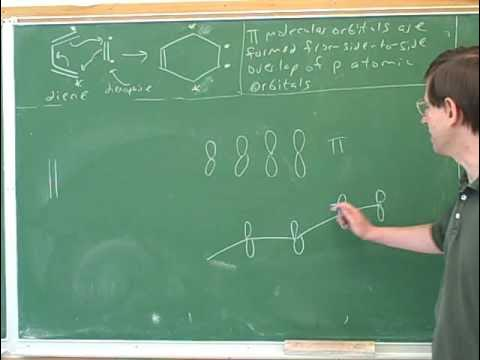 diene
dienophile
π molecular orbitals are
formed from side-to-side
overlap of p atomic
orbitals
π